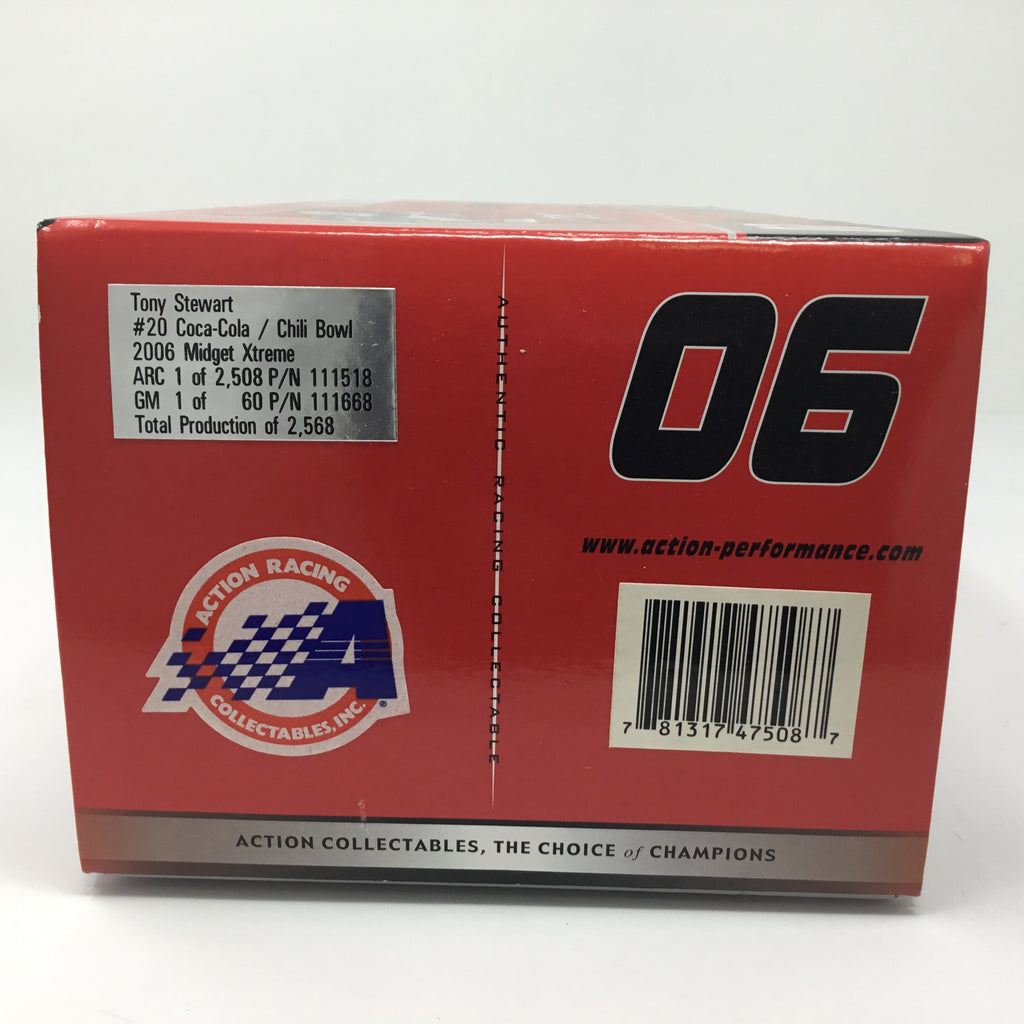 Tony Stewart
#20 Coca-Cola / Chili Bowl
2006 Midget Xtreme
ARC 1 of 2,508 P/N 111518
GM 1 of 60 P/N 111668
Total Production of 2,568
ACTION RACING
A
COLLECTABLES, INC.®
AUTHENTIC RACING COLLECTABLE
06
www.action-performance.com
7 81317 47508 7
ACTION COLLECTABLES, THE CHOICE of CHAMPIONS